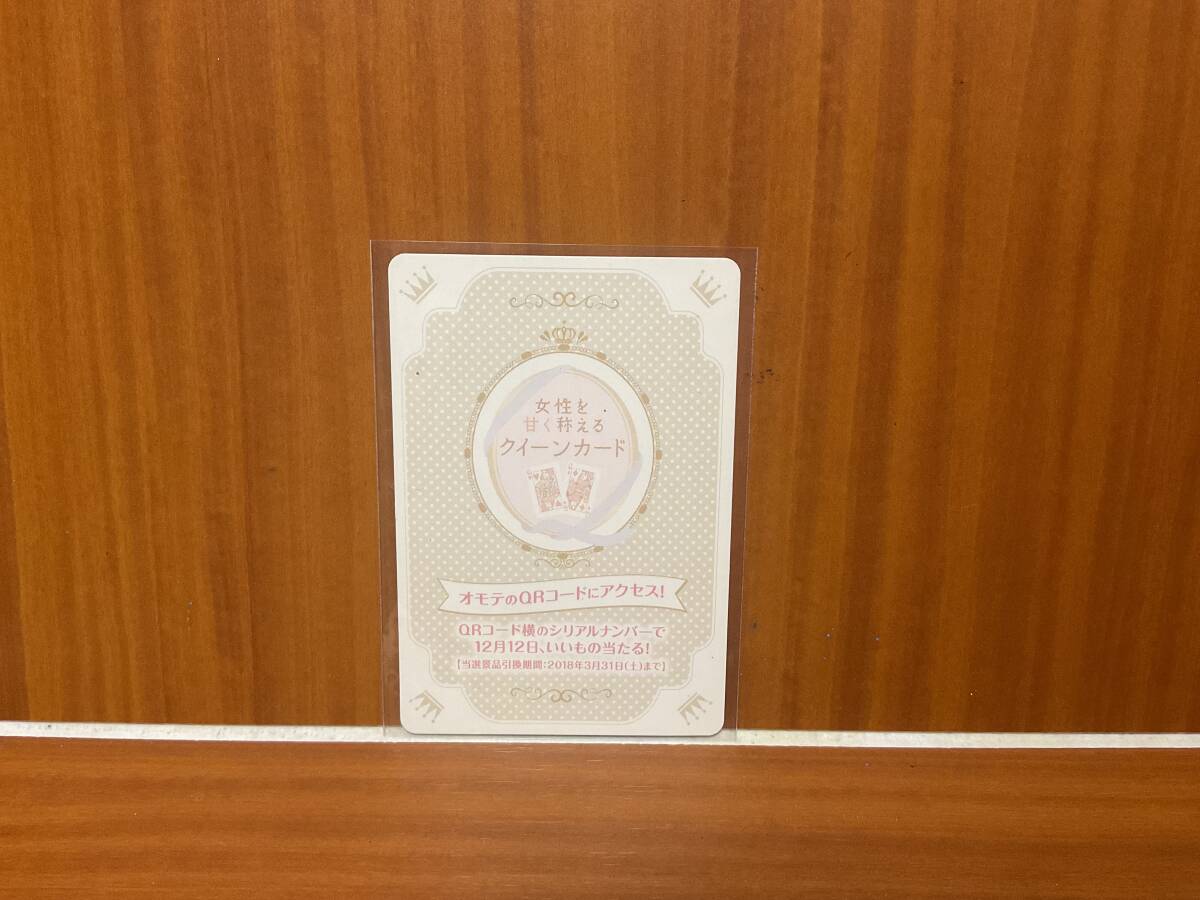 女性を
甘く称える
クイーンカード
オモテのQRコードにアクセス!
QRコード横のシリアルナンバーで
12月12日、いいもの当たる!
【当選景品引換期間:2018年3月31日(土)まで】